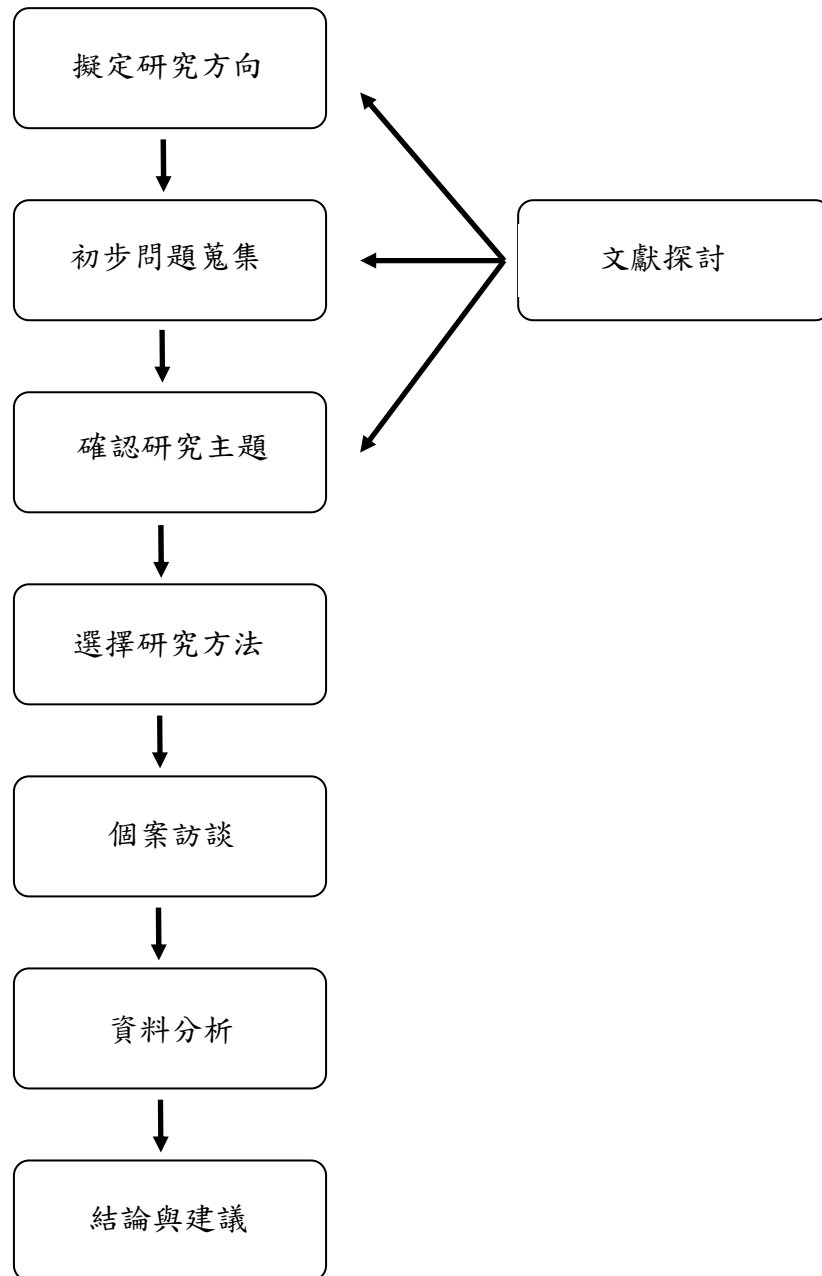 擬定研究方向
初步問題蒐集
文獻探討
確認研究主題
選擇研究方法
個案訪談
資料分析
結論與建議